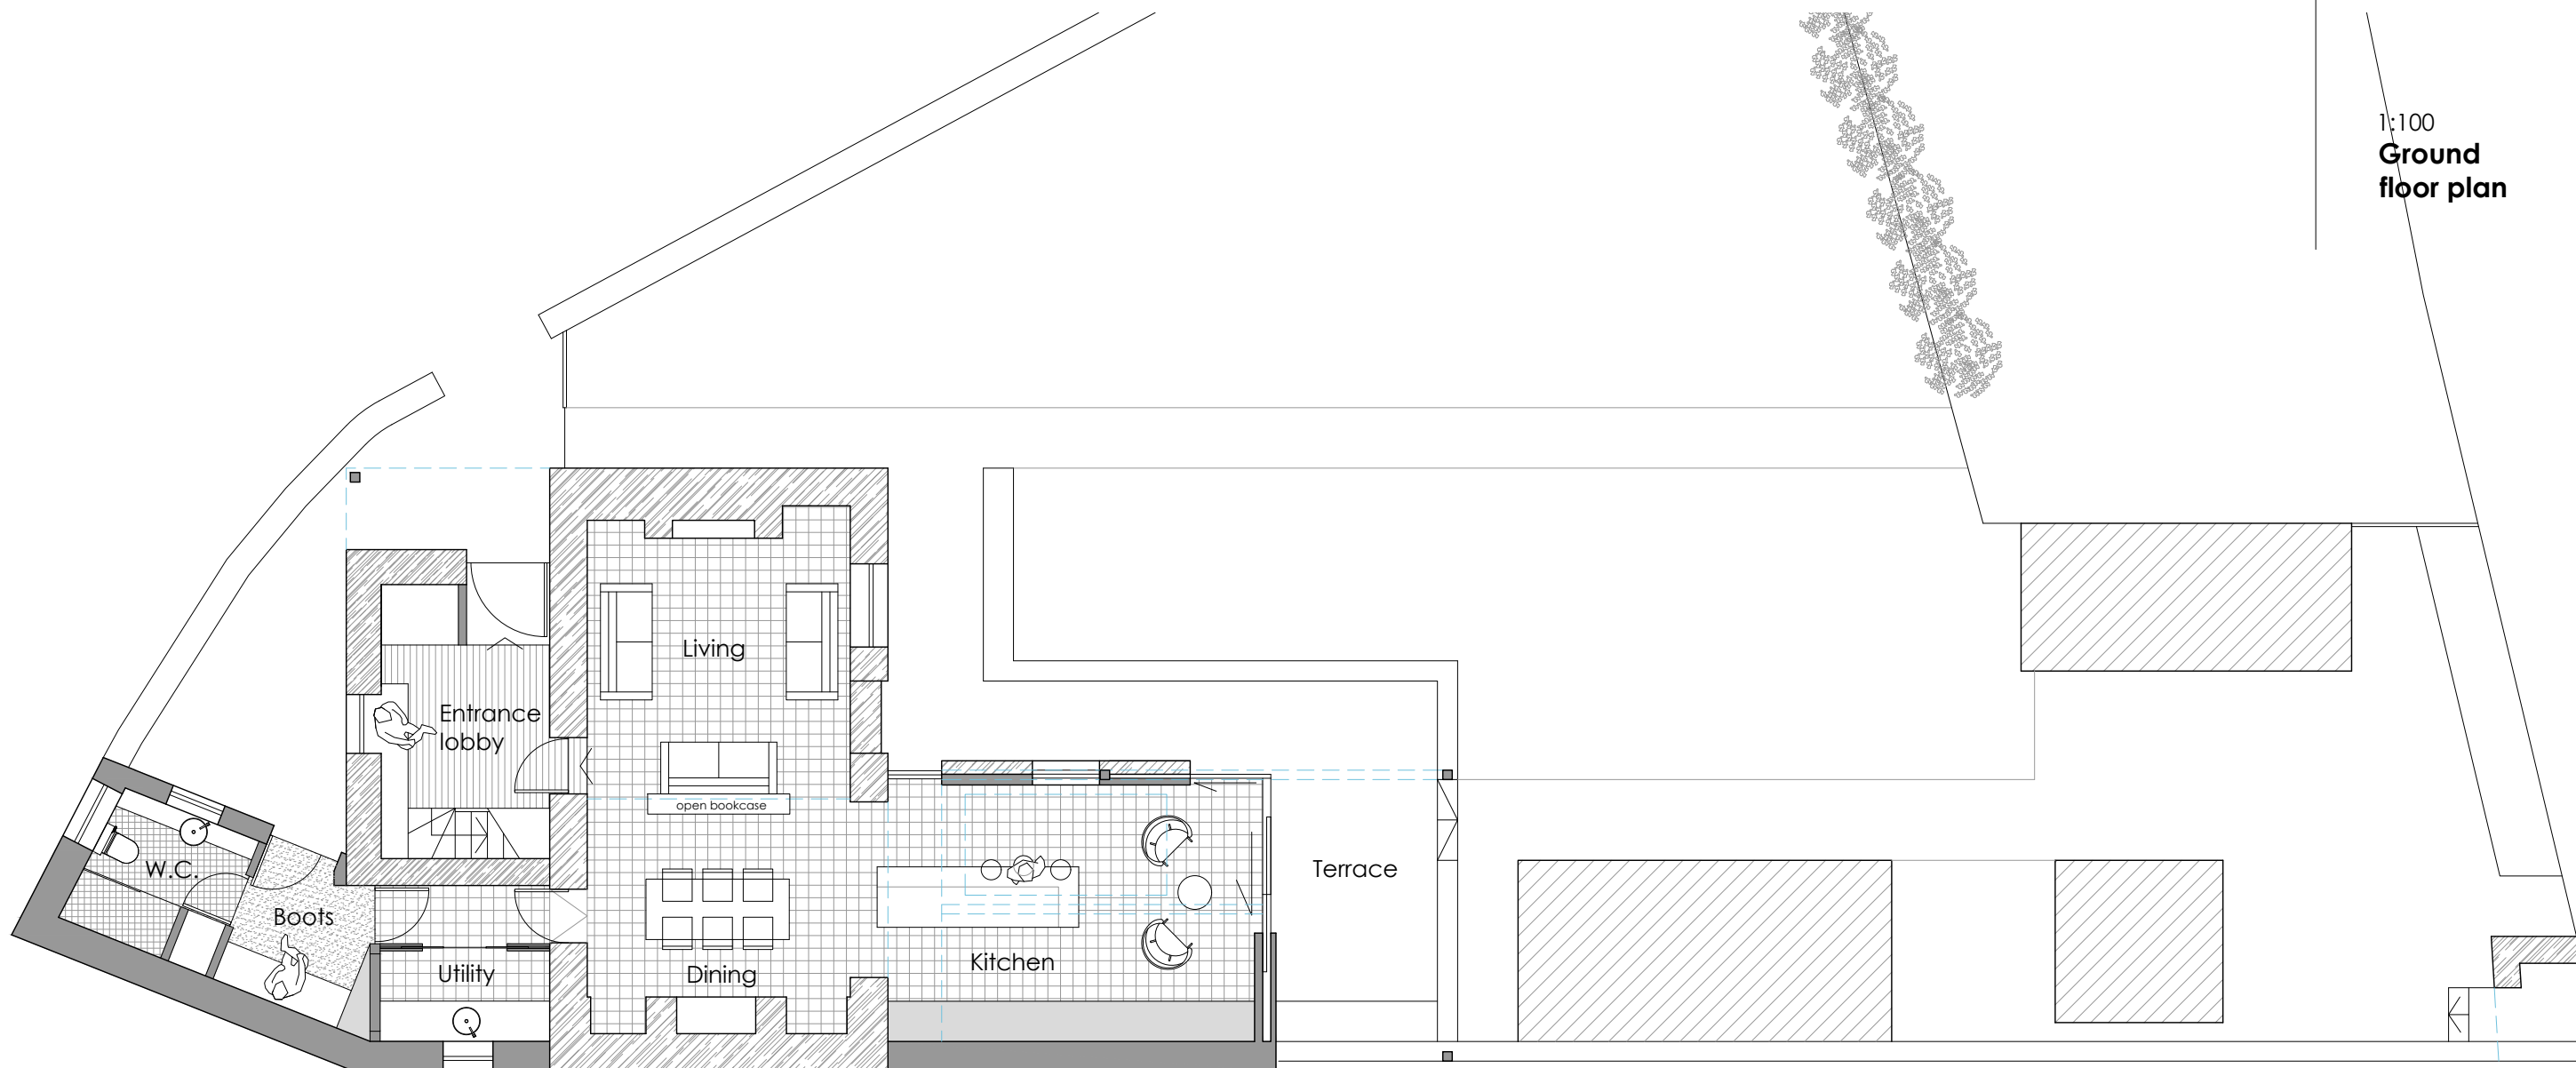 1:100
Ground
floor plan
Living
Entrance
lobby
open bookcase
W.C.
Terrace
Boots
Kitchen
Utility
Dining